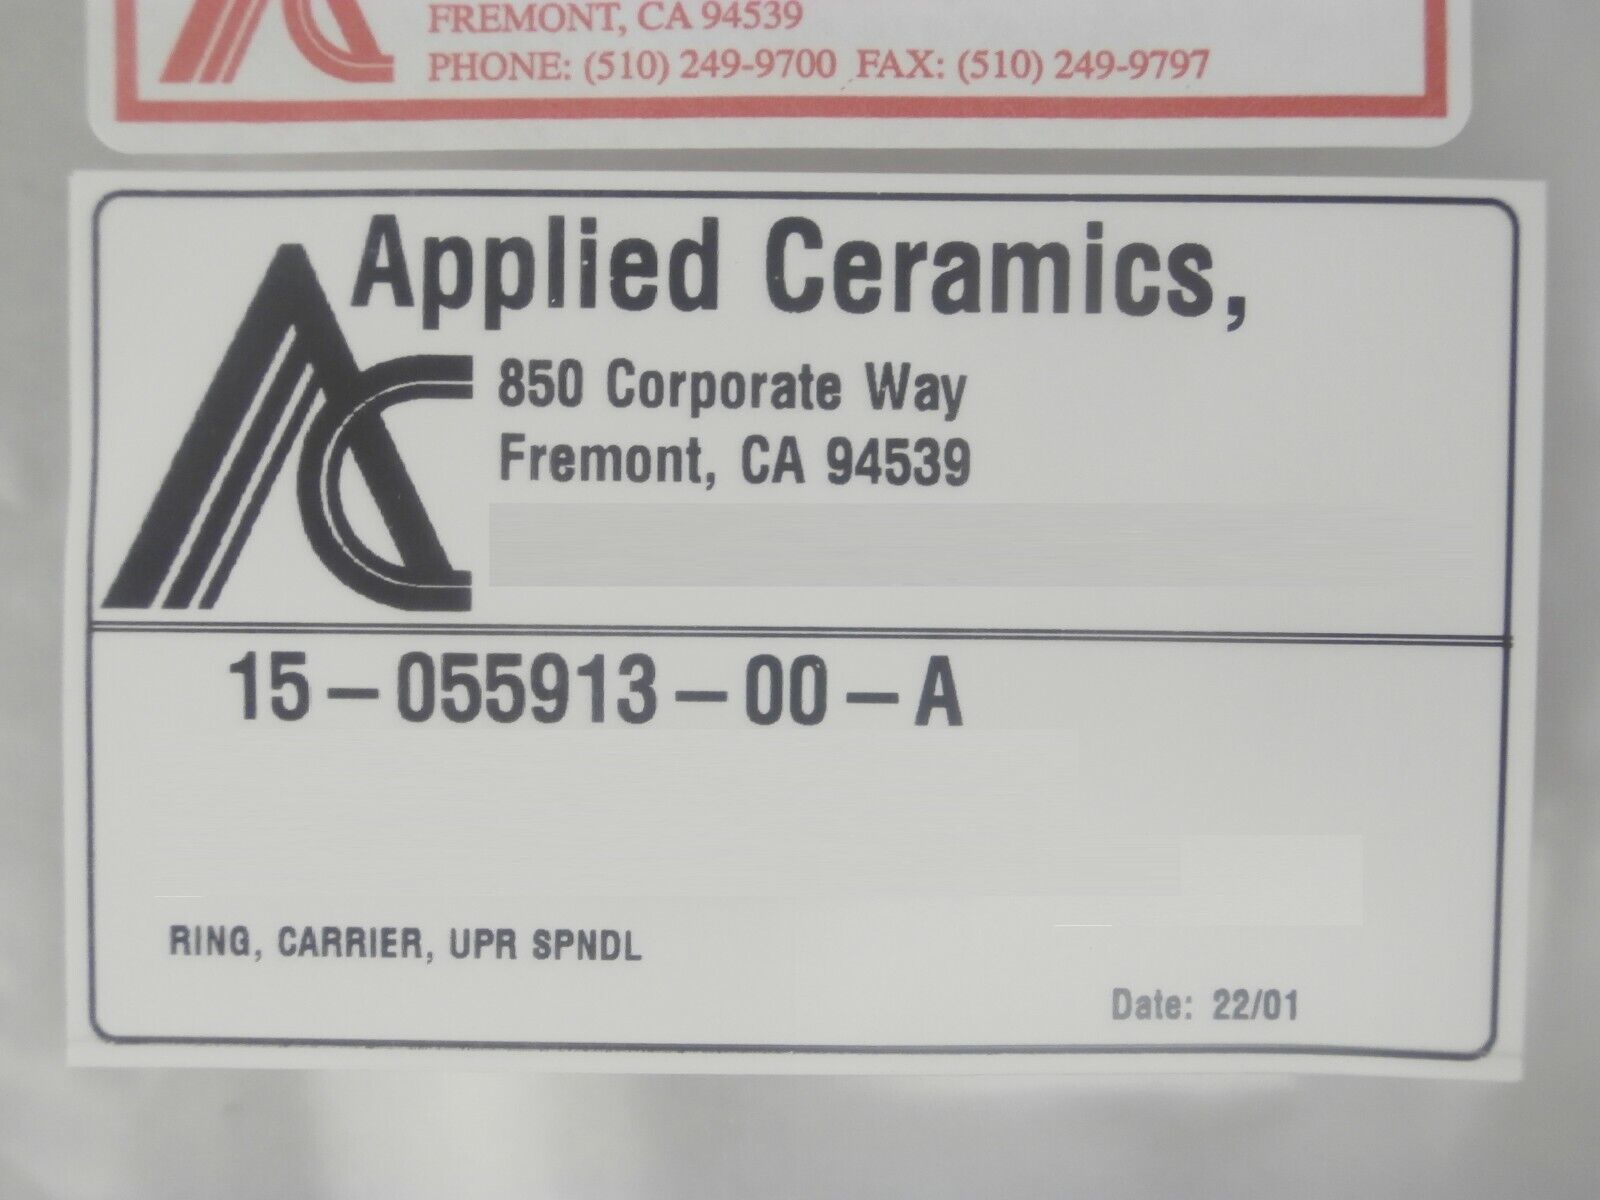 FREMONT, CA 94539
PHONE: (510) 249-9700 FAX: (510) 249-9797
Applied Ceramics,
AC
850 Corporate Way
Fremont, CA 94539
15-055913-00-A
RING, CARRIER, UPR SPNDL
Date: 22/01